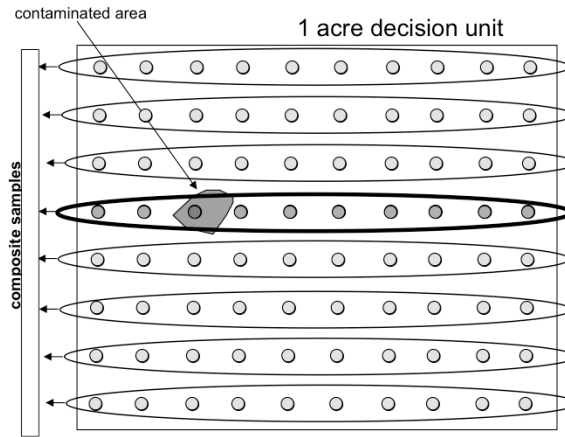 contaminated area
1 acre decision unit
composite samples